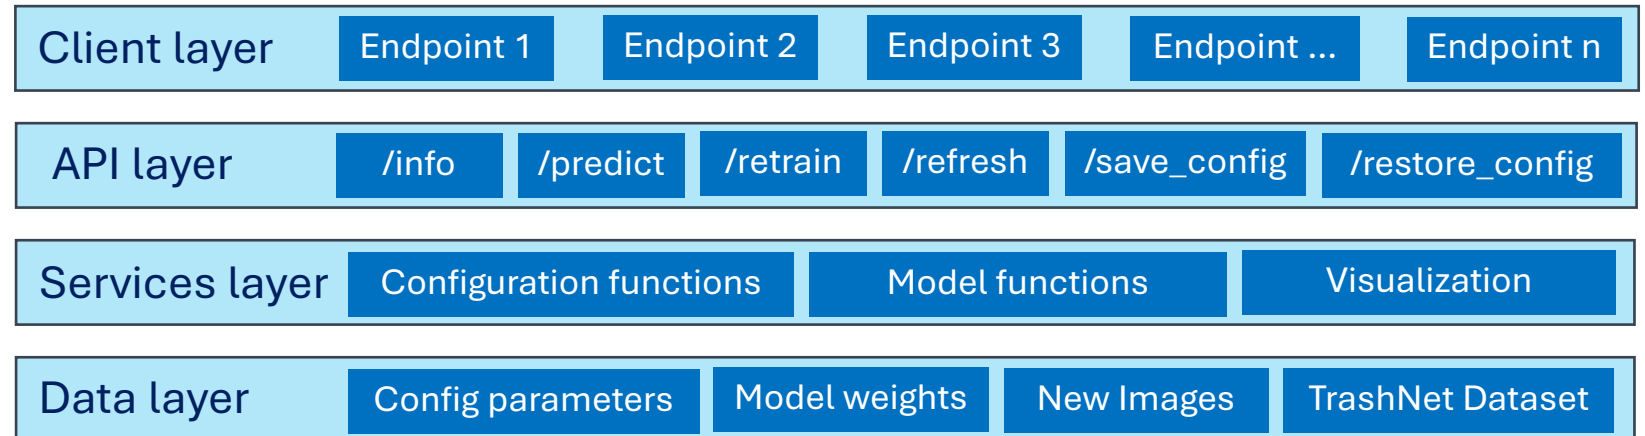 Client layer Endpoint 1 Endpoint 2 Endpoint 3 Endpoint ... Endpoint n
API layer /info /predict /retrain /refresh /save_config /restore_config
Services layer Configuration functions Model functions Visualization
Data layer Config parameters Model weights New Images TrashNet Dataset